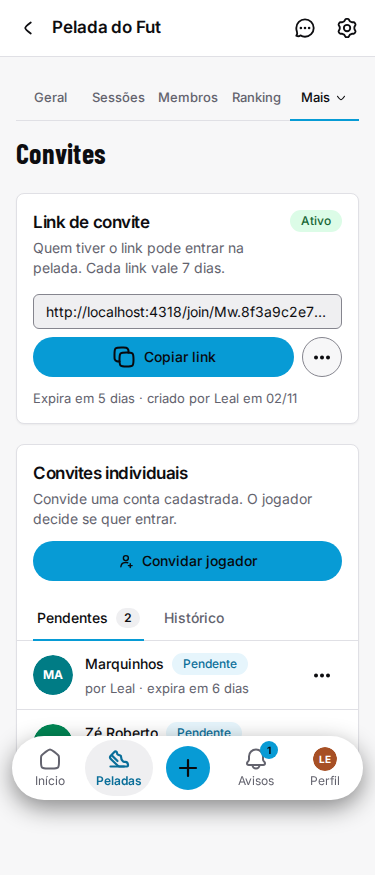 Pelada do Fut
Geral Sessões Membros Ranking Mais
Convites
Link de convite Ativo
Quem tiver o link pode entrar na
pelada. Cada link vale 7 dias.
http://localhost:4318/join/Mw.8f3a9c2e7...
Copiar link
Expira em 5 dias · criado por Leal em 02/11
Convites individuais
Convide uma conta cadastrada. O jogador
decide se quer entrar.
Convidar jogador
Pendentes 2 Histórico
MA Marquinhos Pendente
por Leal · expira em 6 dias
Zé Roberto Pendente
1
LE
Início Peladas Avisos Perfil